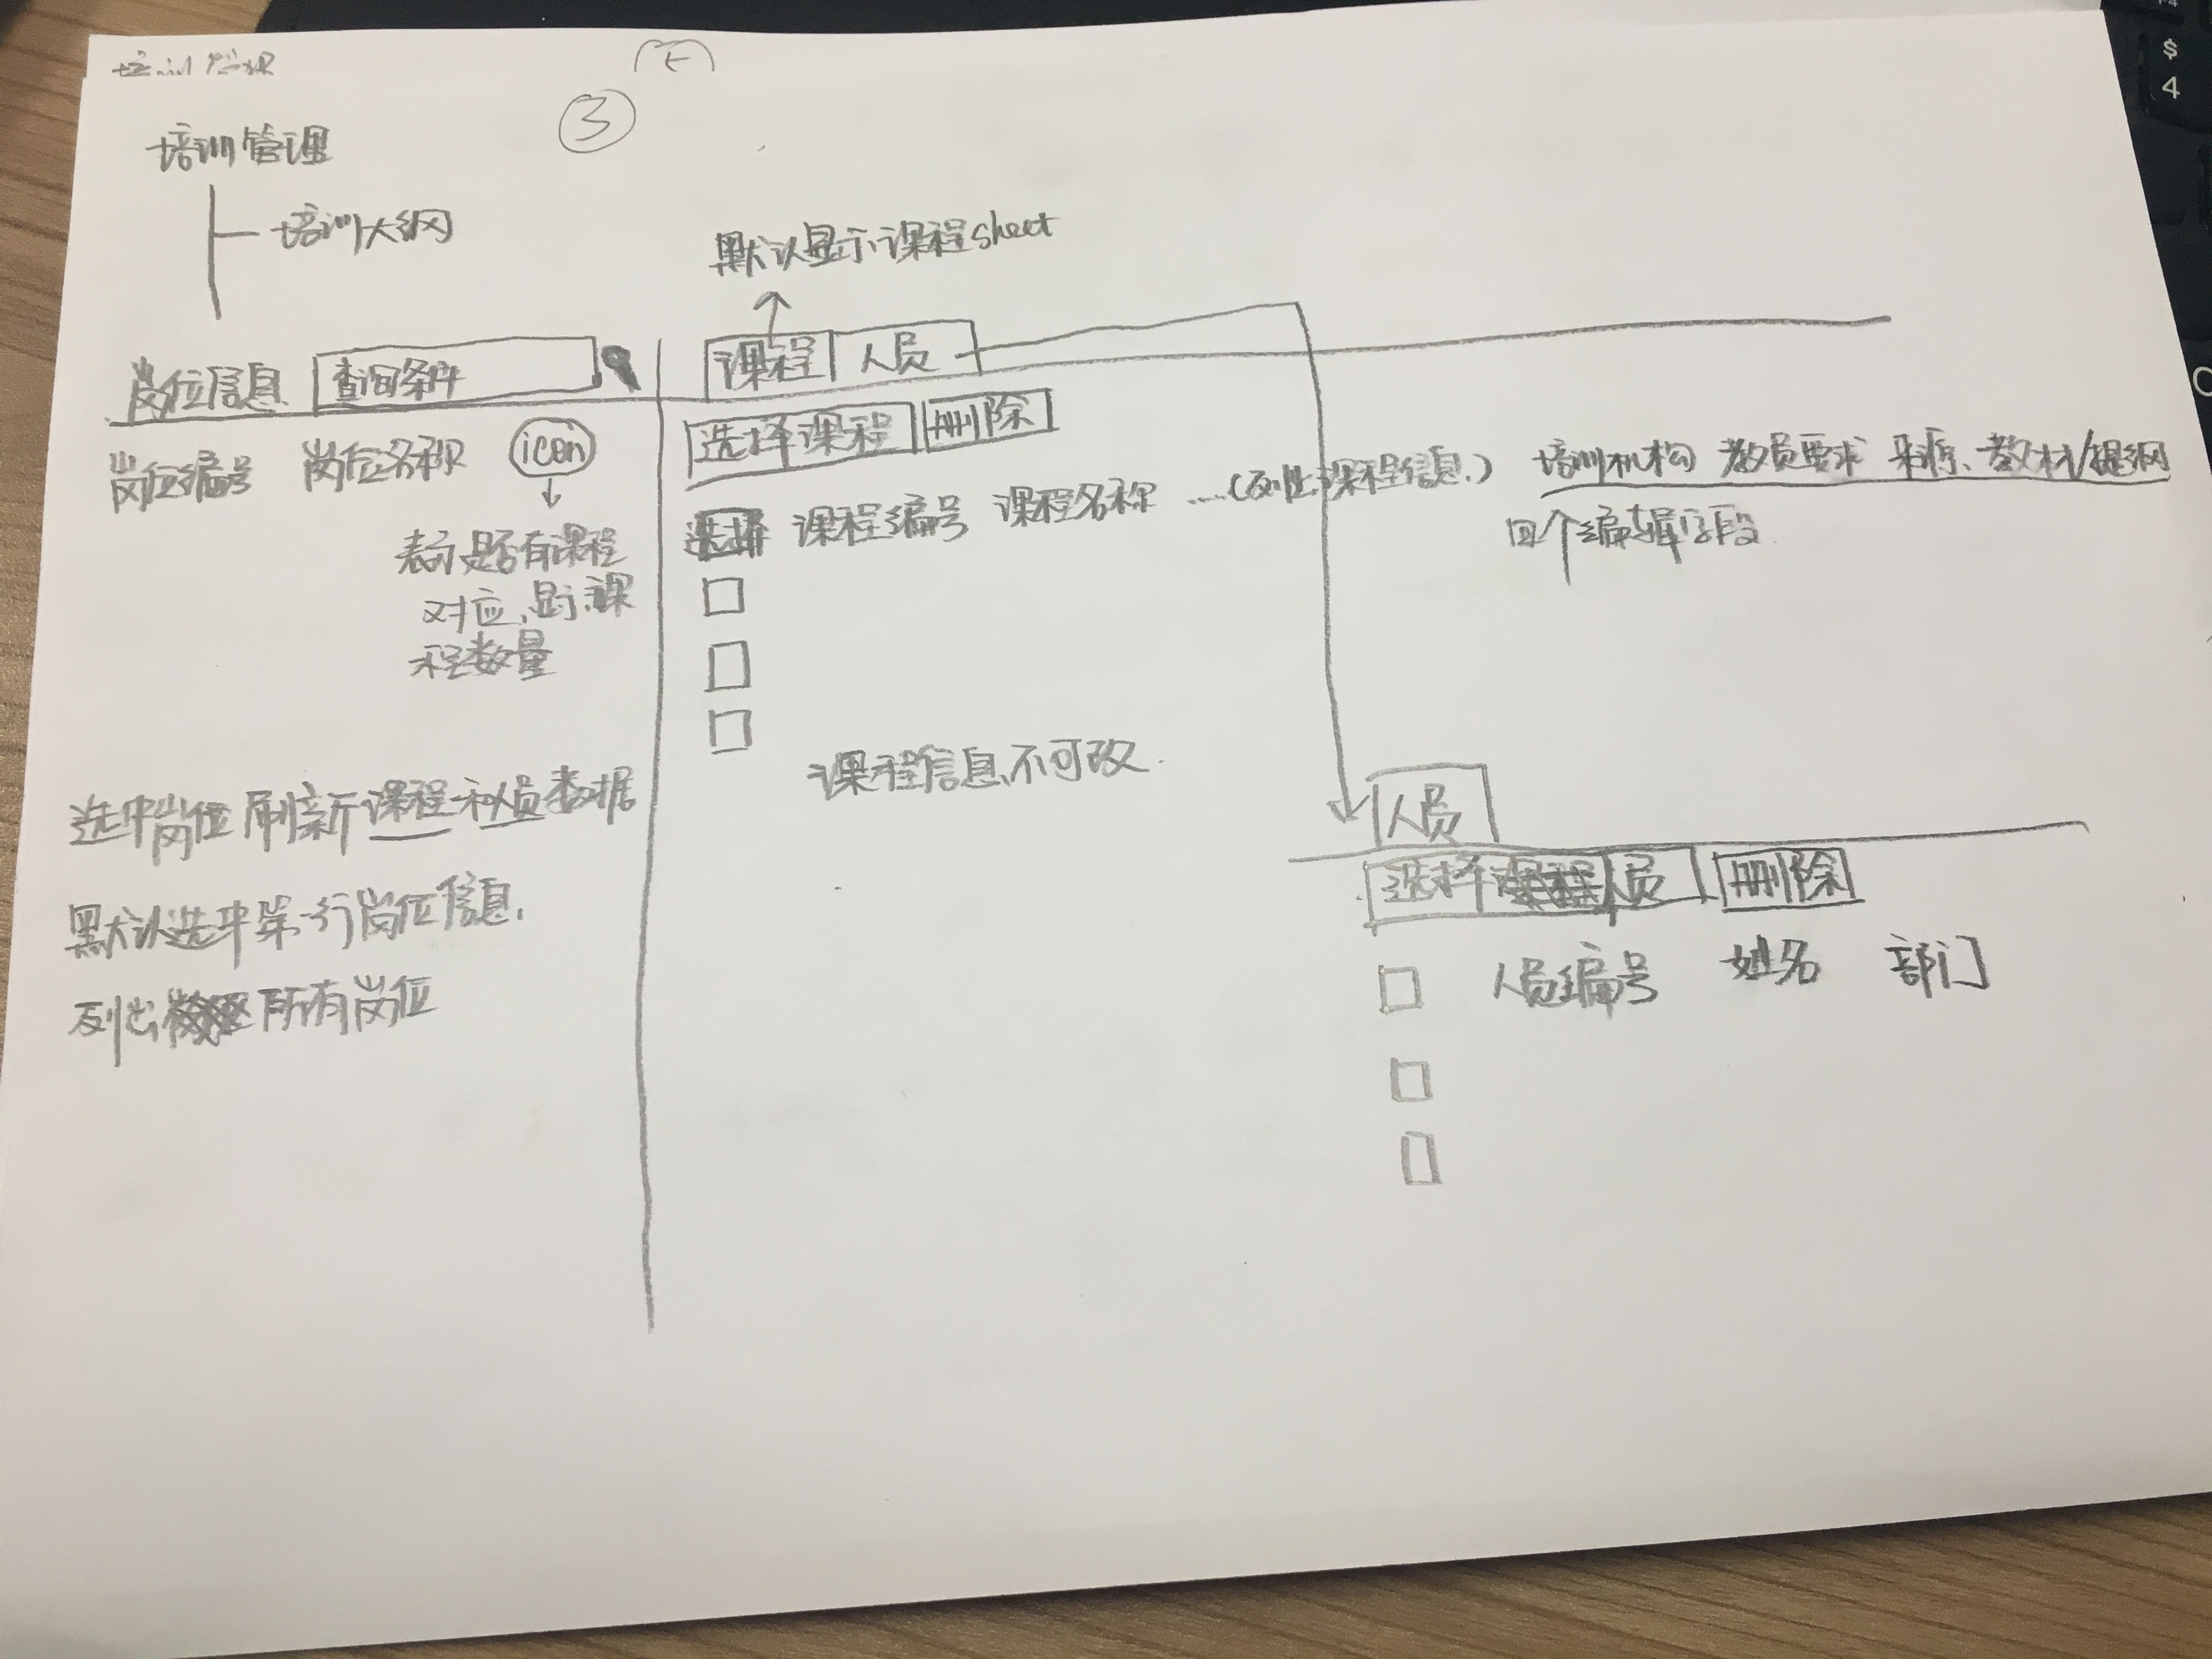 培训管理
③
培训管理
培训大纲
默认显示课程sheet
岗位信息 查询条件
课程 人员
选择课程 删除
岗位编号 岗位名称 icon
表示是否有课程
对应,显示课
程数量
选择 课程编号 课程名称 ....(列出课程信息) 培训机构 教员要求 来源、教材/提纲
四个编辑字段
课程信息不可改.
选中岗位刷新课程和人员数据
默认选中第一行岗位信息.
列出所有岗位
人员
选择人员 删除
人员编号 姓名 部门
$
4